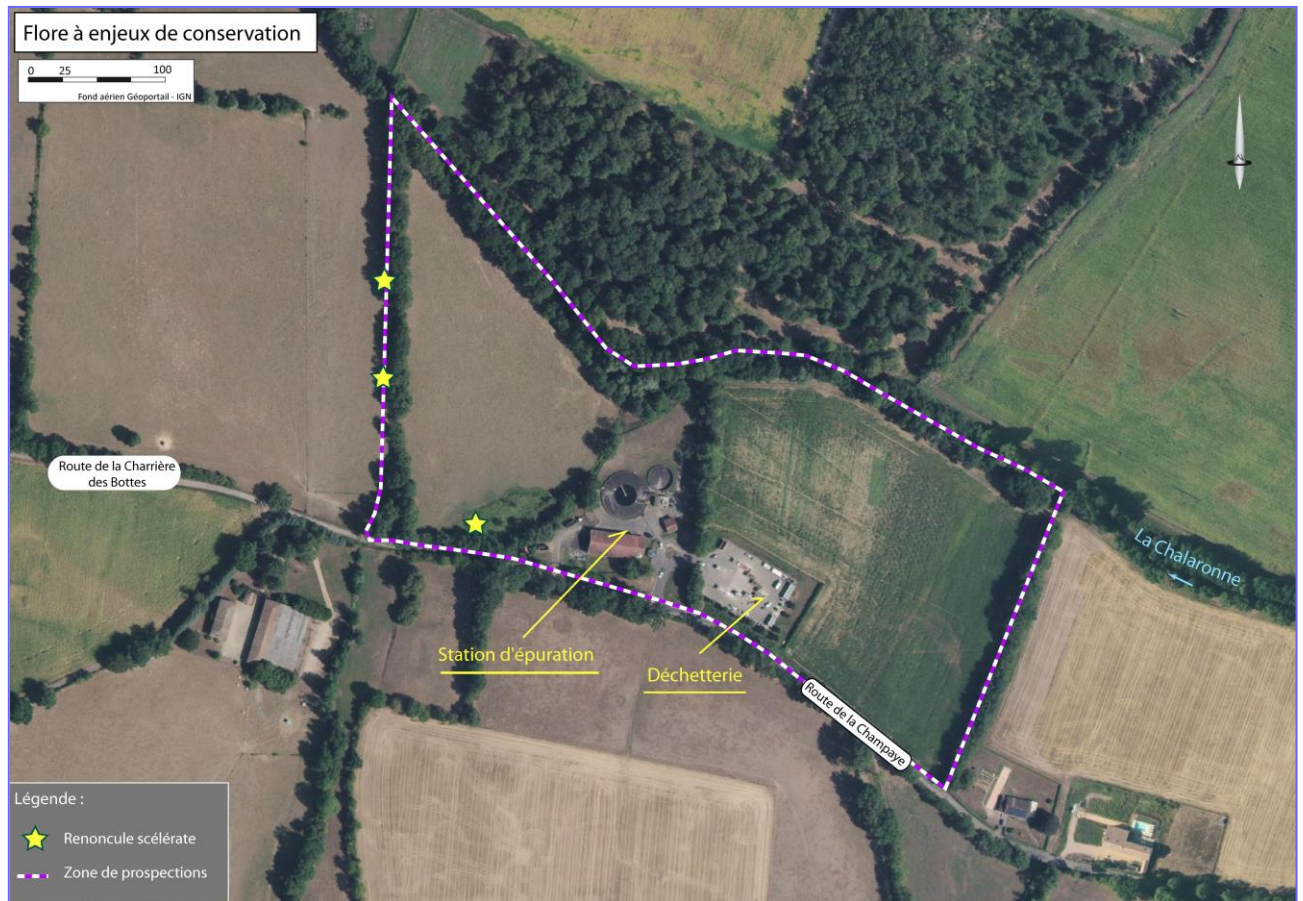 Flore à enjeux de conservation
0 25 100
Fond aérien Géoportail - IGN
N
Route de la Charrière
des Bottes
La Chalaronne
Station d'épuration
Déchetterie
Route de la Champaye
Légende :
Renoncule scélérate
Zone de prospections